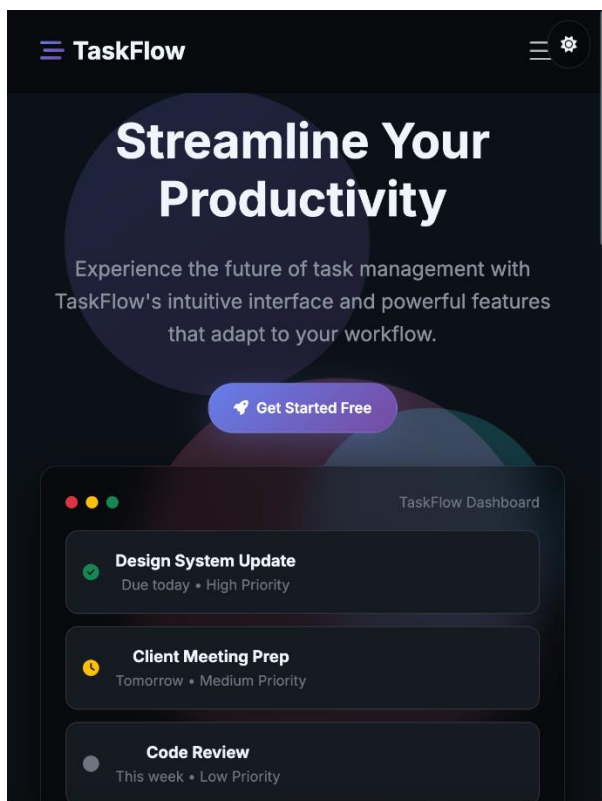 TaskFlow
Streamline Your
Productivity
Experience the future of task management with
TaskFlow's intuitive interface and powerful features
that adapt to your workflow.
Get Started Free
TaskFlow Dashboard
Design System Update
Due today • High Priority
Client Meeting Prep
Tomorrow • Medium Priority
Code Review
This week • Low Priority